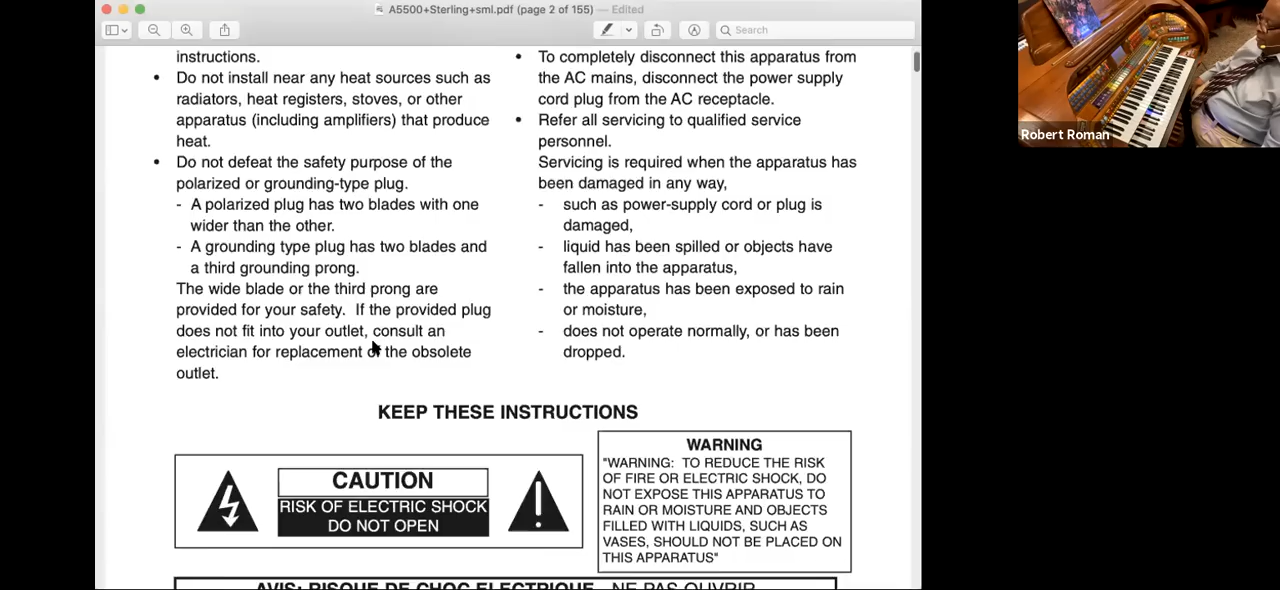 A5500+Sterling+sml.pdf (page 2 of 155) — Edited
Search
instructions.
• Do not install near any heat sources such as
radiators, heat registers, stoves, or other
apparatus (including amplifiers) that produce
heat.
• Do not defeat the safety purpose of the
polarized or grounding-type plug.
- A polarized plug has two blades with one
wider than the other.
- A grounding type plug has two blades and
a third grounding prong.
The wide blade or the third prong are
provided for your safety. If the provided plug
does not fit into your outlet, consult an
electrician for replacement of the obsolete
outlet.
• To completely disconnect this apparatus from
the AC mains, disconnect the power supply
cord plug from the AC receptacle.
• Refer all servicing to qualified service
personnel.
Servicing is required when the apparatus has
been damaged in any way,
- such as power-supply cord or plug is
damaged,
- liquid has been spilled or objects have
fallen into the apparatus,
- the apparatus has been exposed to rain
or moisture,
- does not operate normally, or has been
dropped.
KEEP THESE INSTRUCTIONS
CAUTION
RISK OF ELECTRIC SHOCK
DO NOT OPEN
WARNING
"WARNING: TO REDUCE THE RISK
OF FIRE OR ELECTRIC SHOCK, DO
NOT EXPOSE THIS APPARATUS TO
RAIN OR MOISTURE AND OBJECTS
FILLED WITH LIQUIDS, SUCH AS
VASES, SHOULD NOT BE PLACED ON
THIS APPARATUS"
AVIS: RISQUE DE CHOC ELECTRIQUE NE PAS OUVRIR
Robert Roman